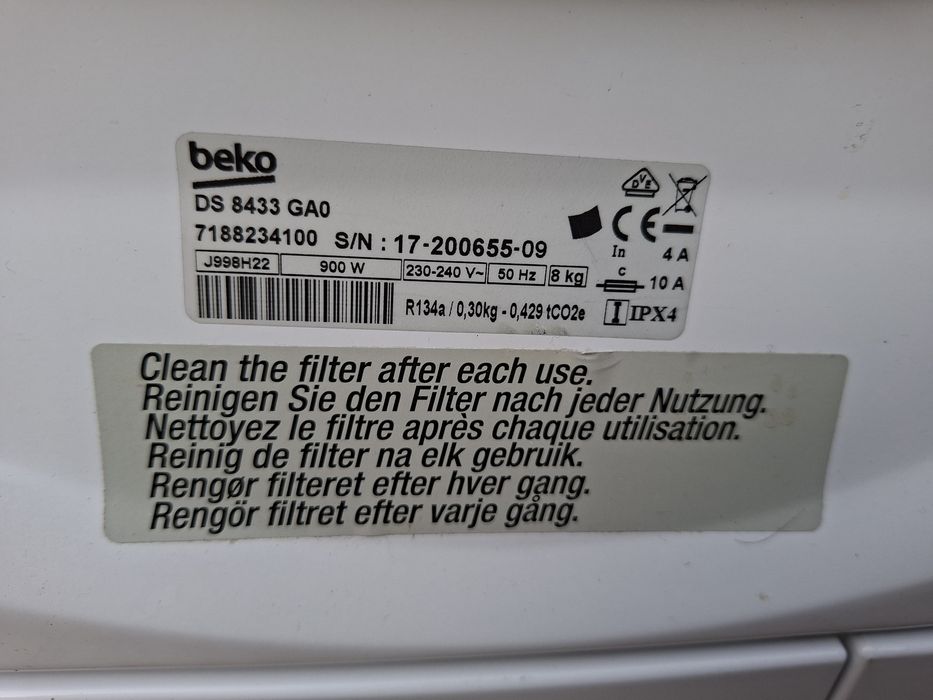 beko
DS 8433 GA0
7188234100 S/N : 17-200655-09
J998H22 900 W 230-240 V~ 50 Hz 8 kg
R134a / 0,30kg - 0,429 tCO2e
DVE
CE
In 4 A
c 10 A
I IPX4
Clean the filter after each use.
Reinigen Sie den Filter nach jeder Nutzung.
Nettoyez le filtre après chaque utilisation.
Reinig de filter na elk gebruik.
Rengør filteret efter hver gang.
Rengör filtret efter varje gång.